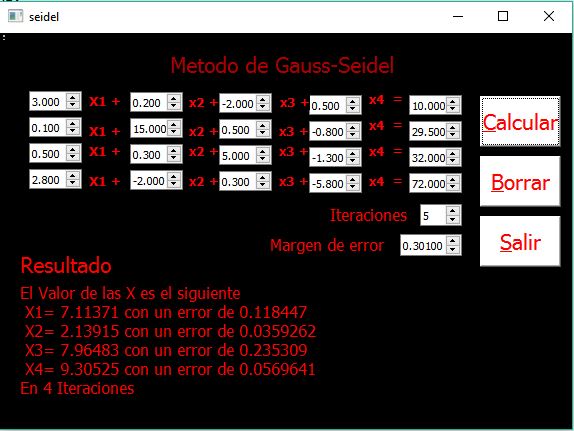 seidel
:
Metodo de Gauss-Seidel
3.000 X1 + 0.200 x2 + -2.000 x3 + 0.500 x4 = 10.000
0.100 X1 + 15.000 x2 + 0.500 x3 + -0.800 x4 = 29.500
0.500 X1 + 0.300 x2 + 5.000 x3 + -1.300 x4 = 32.000
2.800 X1 + -2.000 x2 + 0.300 x3 + -5.800 x4 = 72.000
Calcular
Borrar
Salir
Iteraciones 5
Margen de error 0.30100
Resultado
El Valor de las X es el siguiente
X1= 7.11371 con un error de 0.118447
X2= 2.13915 con un error de 0.0359262
X3= 7.96483 con un error de 0.235309
X4= 9.30525 con un error de 0.0569641
En 4 Iteraciones